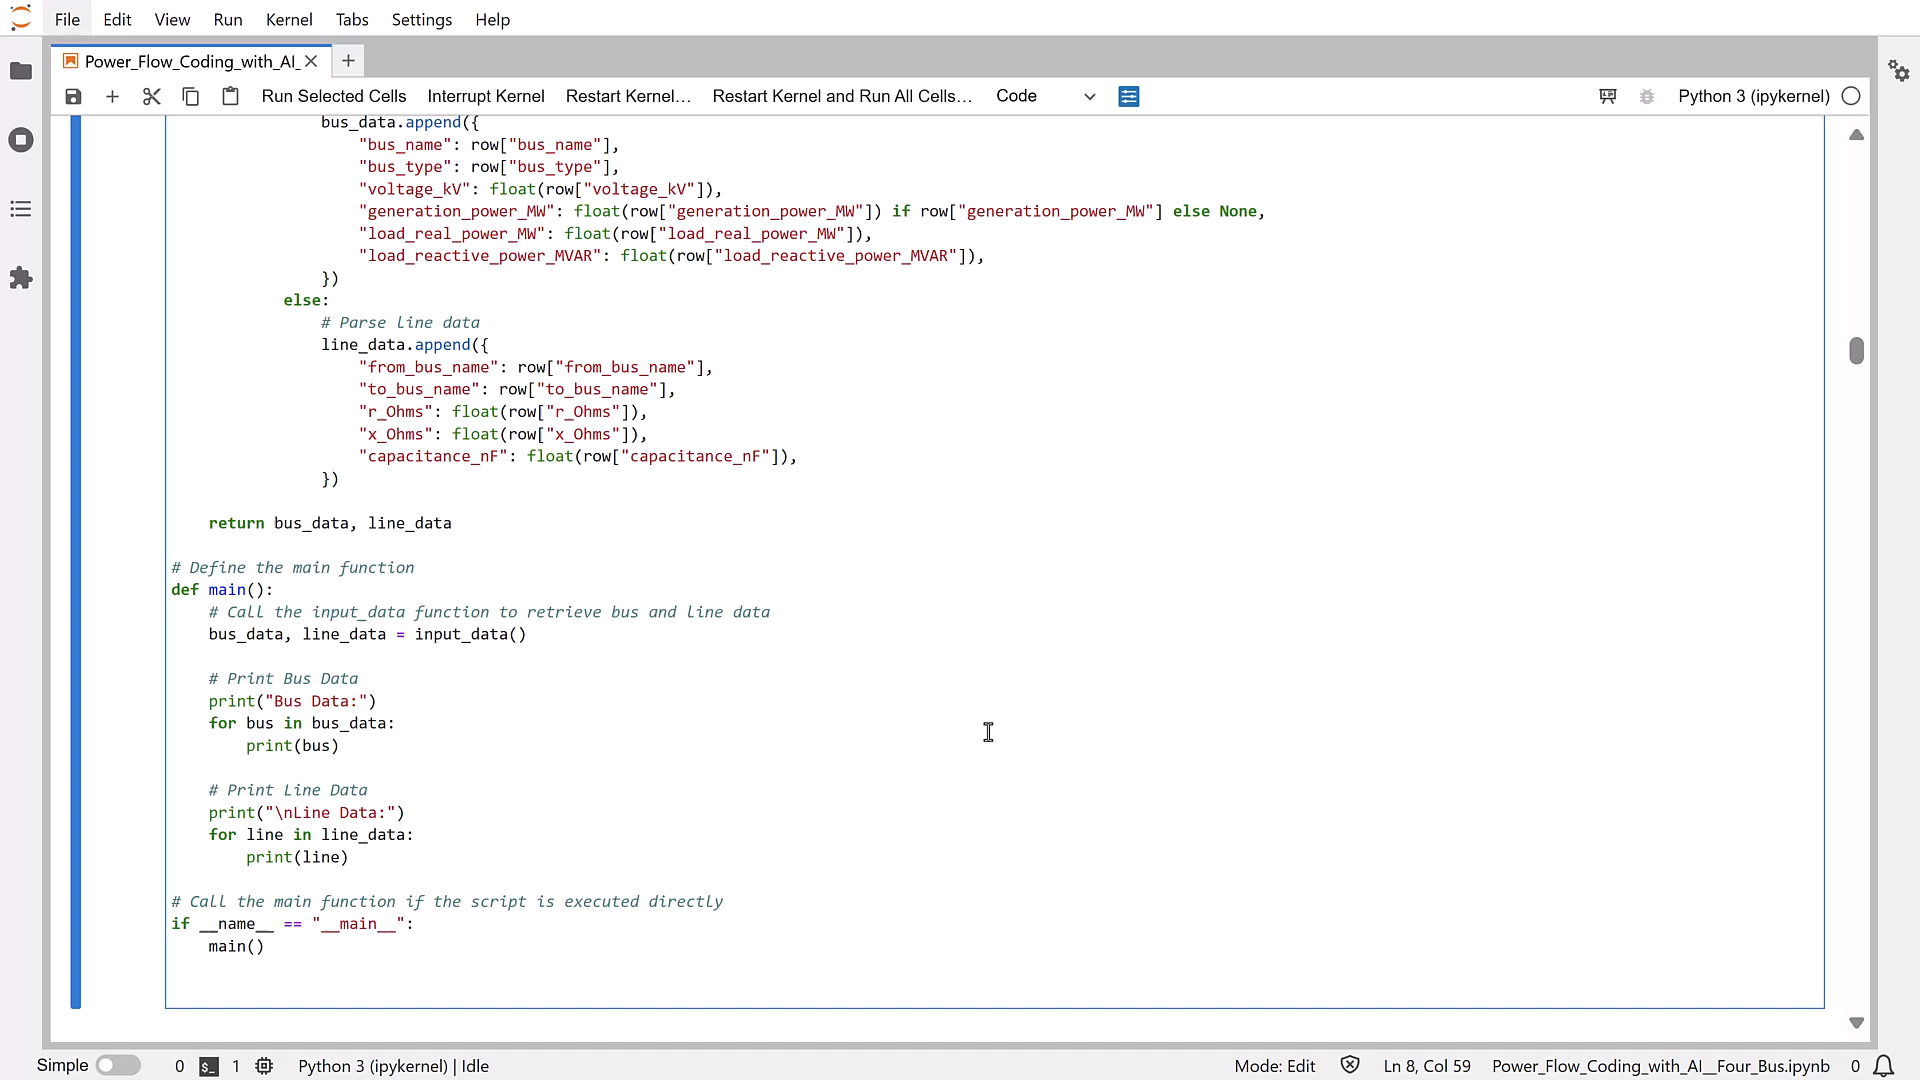 File Edit View Run Kernel Tabs Settings Help
Power_Flow_Coding_with_AI_
Run Selected Cells Interrupt Kernel Restart Kernel… Restart Kernel and Run All Cells… Code Python 3 (ipykernel)
bus_data.append({
"bus_name": row["bus_name"],
"bus_type": row["bus_type"],
"voltage_kV": float(row["voltage_kV"]),
"generation_power_MW": float(row["generation_power_MW"]) if row["generation_power_MW"] else None,
"load_real_power_MW": float(row["load_real_power_MW"]),
"load_reactive_power_MVAR": float(row["load_reactive_power_MVAR"]),
})
else:
# Parse line data
line_data.append({
"from_bus_name": row["from_bus_name"],
"to_bus_name": row["to_bus_name"],
"r_Ohms": float(row["r_Ohms"]),
"x_Ohms": float(row["x_Ohms"]),
"capacitance_nF": float(row["capacitance_nF"]),
})
return bus_data, line_data
# Define the main function
def main():
# Call the input_data function to retrieve bus and line data
bus_data, line_data = input_data()
# Print Bus Data
print("Bus Data:")
for bus in bus_data:
print(bus)
# Print Line Data
print("\nLine Data:")
for line in line_data:
print(line)
# Call the main function if the script is executed directly
if __name__ == "__main__":
main()
Simple 0 $_ 1 Python 3 (ipykernel) | Idle Mode: Edit Ln 8, Col 59 Power_Flow_Coding_with_AI__Four_Bus.ipynb 0